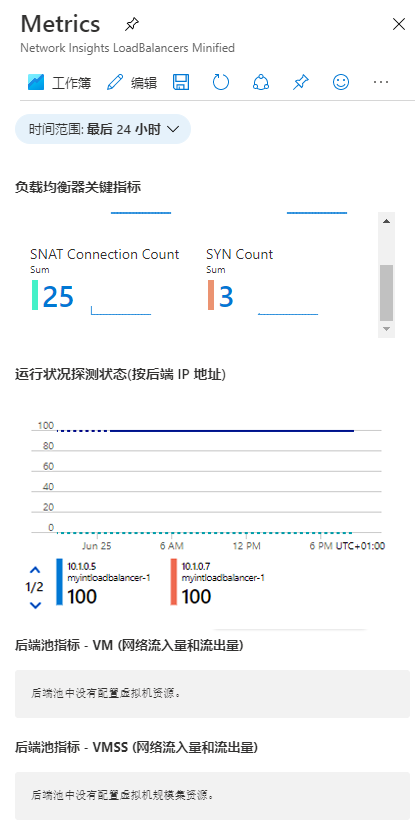 Metrics
Network Insights LoadBalancers Minified
工作簿 编辑
时间范围: 最后 24 小时
负载均衡器关键指标
SNAT Connection Count SYN Count
Sum Sum
25 3
运行状况探测状态(按后端 IP 地址)
100
80
60
40
20
0
Jun 25 6 AM 12 PM 6 PM UTC+01:00
10.1.0.5 10.1.0.7
myintloadbalancer-1 myintloadbalancer-1
1/2
100 100
后端池指标 - VM (网络流入量和流出量)
后端池中没有配置虚拟机资源。
后端池指标 - VMSS (网络流入量和流出量)
后端池中没有配置虚拟机规模集资源。